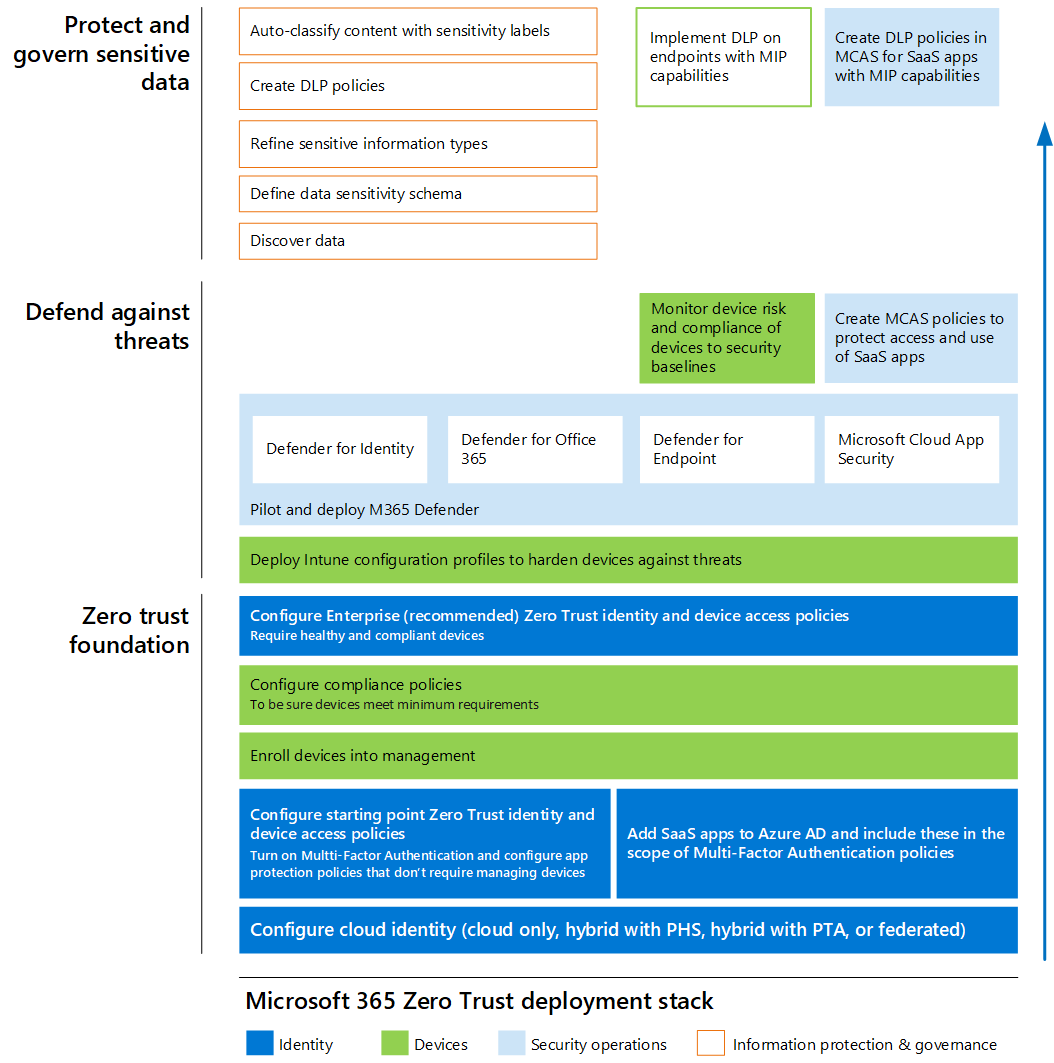 Protect and
govern sensitive
data
Auto-classify content with sensitivity labels
Create DLP policies
Refine sensitive information types
Define data sensitivity schema
Discover data
Implement DLP on
endpoints with MIP
capabilities
Create DLP policies in
MCAS for SaaS apps
with MIP capabilities
Defend against
threats
Monitor device risk
and compliance of
devices to security
baselines
Create MCAS policies to
protect access and use
of SaaS apps
Defender for Identity
Defender for Office
365
Defender for
Endpoint
Microsoft Cloud App
Security
Pilot and deploy M365 Defender
Deploy Intune configuration profiles to harden devices against threats
Zero trust
foundation
Configure Enterprise (recommended) Zero Trust identity and device access policies
Require healthy and compliant devices
Configure compliance policies
To be sure devices meet minimum requirements
Enroll devices into management
Configure starting point Zero Trust identity and
device access policies
Turn on Multti-Factor Authentication and configure app
protection policies that don’t require managing devices
Add SaaS apps to Azure AD and include these in the
scope of Multi-Factor Authentication policies
Configure cloud identity (cloud only, hybrid with PHS, hybrid with PTA, or federated)
Microsoft 365 Zero Trust deployment stack
Identity
Devices
Security operations
Information protection & governance